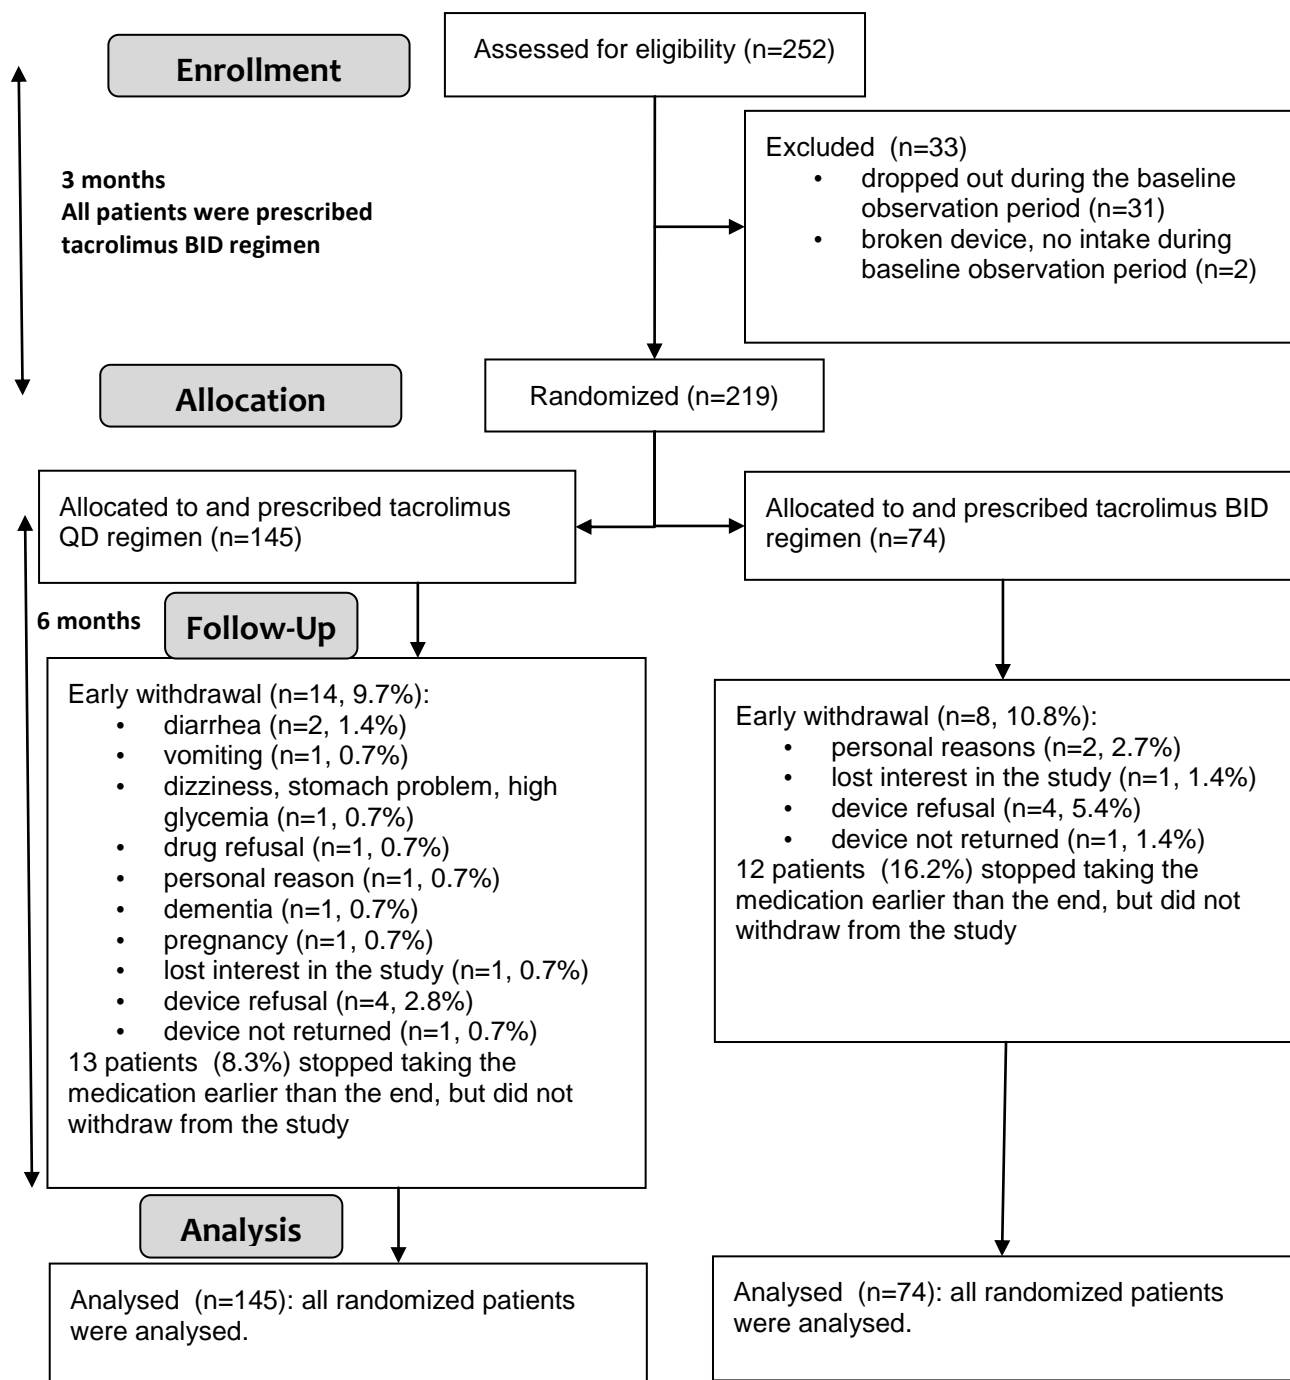 Enrollment
Assessed for eligibility (n=252)
3 months
All patients were prescribed
tacrolimus BID regimen
Excluded  (n=33)
• dropped out during the baseline
observation period (n=31)
• broken device, no intake during
baseline observation period (n=2)
Allocation
Randomized (n=219)
Allocated to and prescribed tacrolimus
QD regimen (n=145)
Allocated to and prescribed tacrolimus BID
regimen (n=74)
6 months
Follow-Up
Early withdrawal (n=14, 9.7%):
• diarrhea (n=2, 1.4%)
• vomiting (n=1, 0.7%)
• dizziness, stomach problem, high
glycemia (n=1, 0.7%)
• drug refusal (n=1, 0.7%)
• personal reason (n=1, 0.7%)
• dementia (n=1, 0.7%)
• pregnancy (n=1, 0.7%)
• lost interest in the study (n=1, 0.7%)
• device refusal (n=4, 2.8%)
• device not returned (n=1, 0.7%)
13 patients  (8.3%) stopped taking the
medication earlier than the end, but did not
withdraw from the study
Early withdrawal (n=8, 10.8%):
• personal reasons (n=2, 2.7%)
• lost interest in the study (n=1, 1.4%)
• device refusal (n=4, 5.4%)
• device not returned (n=1, 1.4%)
12 patients  (16.2%) stopped taking the
medication earlier than the end, but did not
withdraw from the study
Analysis
Analysed  (n=145): all randomized patients
were analysed.
Analysed  (n=74): all randomized patients
were analysed.